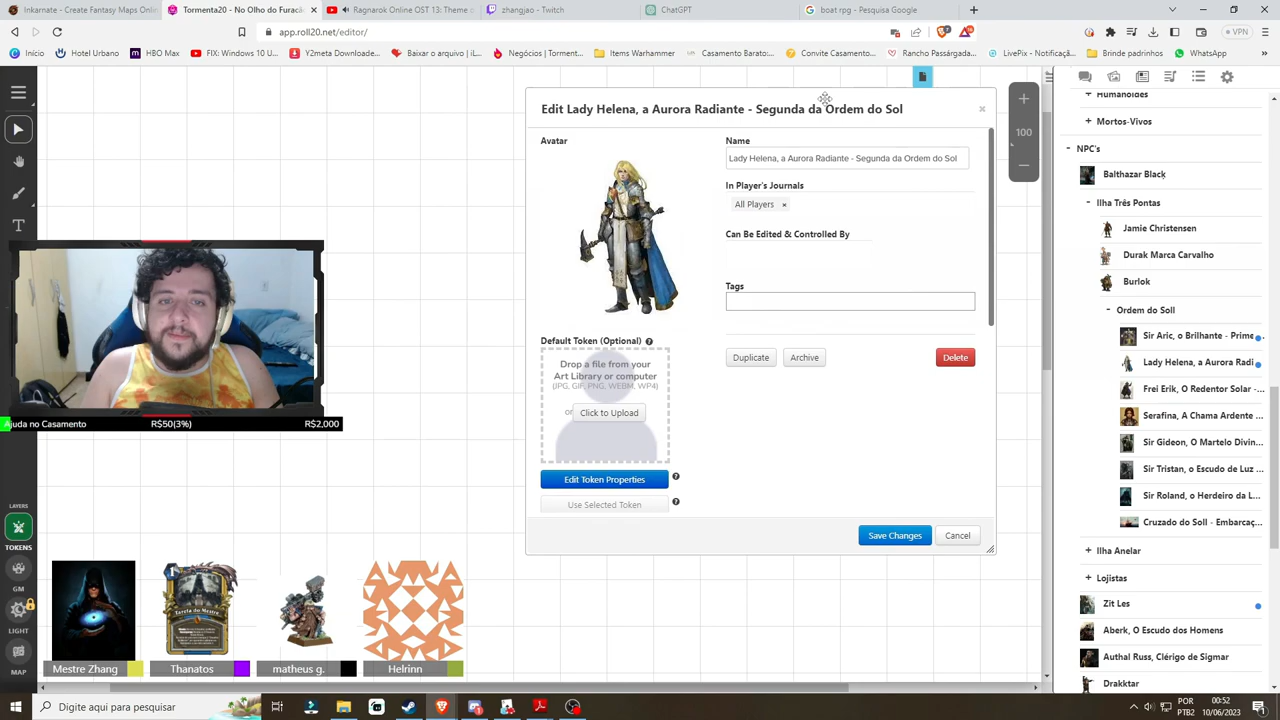 Inkarnate - Create Fantasy Maps Onlin
Tormenta20 - No Olho do Furacã
Ragnarok Online OST 13: Theme o
zhangjao - Twitch
ChatGPT
boat rpg - Pesquisa Google
app.roll20.net/editor/
VPN
Início
Hotel Urbano
HBO Max
FIX: Windows 10 U...
Y2meta Downloade...
Baixar o arquivo | iL...
Negócios | Torment...
Items Warhammer
Casamento Barato:...
Convite Casamento...
Rancho Passárgada...
LivePix - Notificaçã...
Brinde padrinhos
WhatsApp
Edit Lady Helena, a Aurora Radiante - Segunda da Ordem do Sol
Avatar
Name
Lady Helena, a Aurora Radiante - Segunda da Ordem do Sol
In Player's Journals
All Players
Can Be Edited & Controlled By
Tags
Default Token (Optional)
Drop a file from your
Art Library or computer
(JPG, GIF, PNG, WEBM, WP4)
or Click to Upload
Duplicate
Archive
Delete
Edit Token Properties
Use Selected Token
Save Changes
Cancel
100
Humanoides
Mortos-Vivos
NPC's
Balthazar Black
Ilha Três Pontas
Jamie Christensen
Durak Marca Carvalho
Burlok
Ordem do Soll
Sir Aric, o Brilhante - Prime
Lady Helena, a Aurora Radi
Frei Erik, O Redentor Solar -...
Serafina, A Chama Ardente ...
Sir Gideon, O Martelo Divin...
Sir Tristan, o Escudo de Luz ...
Sir Roland, o Herdeiro da L...
Cruzado do Soll - Embarcaç...
Ilha Anelar
Lojistas
Zit Les
Aberk, O Escudo dos Homens
Authal Russ, Clérigo de Sigmar
Drakktar
Ajuda no Casamento
R$50(3%)
R$2,000
LAYERS
TOKENS
GM
LIGHT
MAP
1
Tavela do Mestre
Mestre Zhang
Thanatos
matheus g.
Helrinn
Digite aqui para pesquisar
POR
PTB2
00:52
10/06/2023